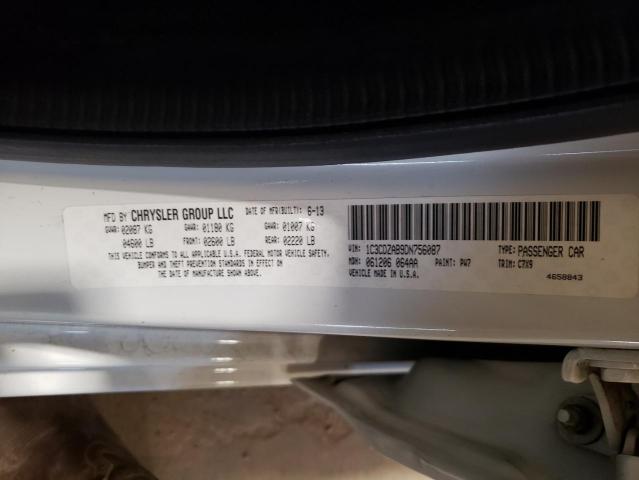 MFD BY CHRYSLER GROUP LLC DATE OF MFR(BUILT): 6-13
GVWR: 02087 KG GAWR: 01180 KG GAWR: 01007 KG
04600 LB FRONT: 02600 LB REAR: 02220 LB
THIS VEHICLE CONFORMS TO ALL APPLICABLE U.S.A. FEDERAL MOTOR VEHICLE SAFETY,
BUMPER AND THEFT PREVENTION STANDARDS IN EFFECT ON
THE DATE OF MANUFACTURE SHOWN ABOVE.
VIN: 1C3CDZAB9DN756087 TYPE: PASSENGER CAR
MDH: 061206 064AA PAINT: PW7 TRIM: C7X9
VEHICLE MADE IN U.S.A. 4658843